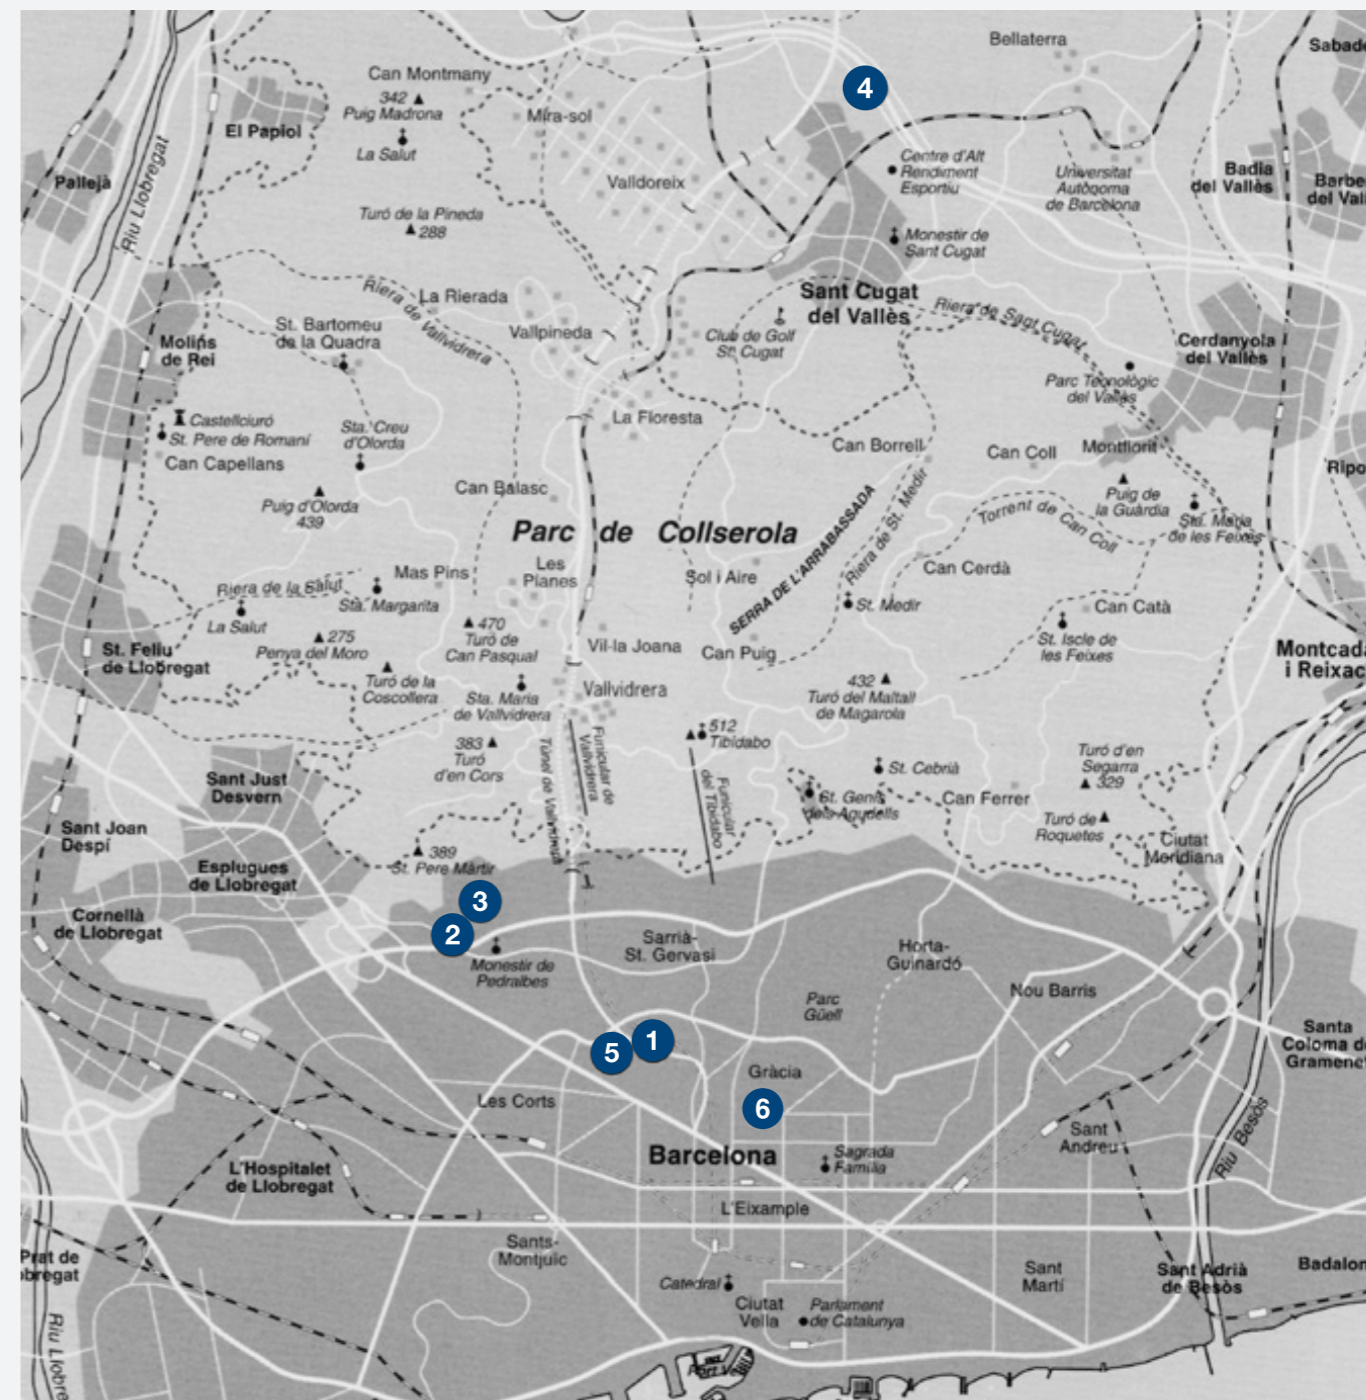 Bellaterra
Sabade
4
Can Montmany
342
Puig Madrona
Mira-sol
El Papiol
La Salut
Riu Llobregat
Pallejà
Valldoreix
Centre d'Alt
Rendiment
Esportiu
Universitat
Autònoma
de Barcelona
Badia
del Vallès
Barber
del Vall
Turó de la Pineda
288
Monestir de
Sant Cugat
Riera de Vallvidrera
La Rierada
Sant Cugat
del Vallès
Riera de Sant Cugat
St. Bartomeu
de la Quadra
Vallpineda
Club de Golf
St. Cugat
Molins
de Rei
Cerdanyola
del Vallès
Parc Tecnològic
del Vallès
Castellciuró
St. Pere de Romaní
Can Capellans
Sta. Creu
d'Olorda
La Floresta
Can Borrell
Can Coll
Montflorit
Ripo
Puig d'Olorda
439
Can Balasc
Puig de
la Guàrdia
Sta. Maria
de les Feixes
Torrent de Can Coll
Parc de Collserola
SERRA DE L'ARRABASSADA
Riera de St. Medir
Les
Planes
Sol i Aire
Can Cerdà
Mas Pins
Riera de la Salut
Sta. Margarita
La Salut
St. Medir
Can Catà
St. Iscle de
les Feixes
275
Penya del Moro
470
Turó de
Can Pasqual
Vil·la Joana
Can Puig
St. Feliu
de Llobregat
Montcada
i Reixac
Turó de la
Coscollera
Sta. Maria
de Vallvidrera
Vallvidrera
432
Turó del Maltall
de Magarola
383
Turó
d'en Cors
Túnel de Vallvidrera
Funicular de
Vallvidrera
512
Tibidabo
Funicular
del Tibidabo
St. Cebrià
Turó d'en
Segarra
329
Sant Just
Desvern
St. Genís
dels Agudells
Can Ferrer
Turó de
Roquetes
Sant Joan
Despí
Ciutat
Meridiana
389
St. Pere Màrtir
Esplugues
de Llobregat
3
2
Cornellà
de Llobregat
Monestir de
Pedralbes
Sarrià-
St. Gervasi
Horta-
Guinardó
Nou Barris
Parc
Güell
5
1
Santa
Coloma de
Gramenet
Gràcia
Les Corts
6
Riu Besòs
Sant
Andreu
Barcelona
Sagrada
Família
L'Hospitalet
de Llobregat
L'Eixample
Sants-
Montjuïc
Prat de
obregat
Sant
Martí
Sant Adrià
de Besòs
Badalon
Catedral
Ciutat
Vella
Parlament
de Catalunya
Riu Llobre
Port Vell